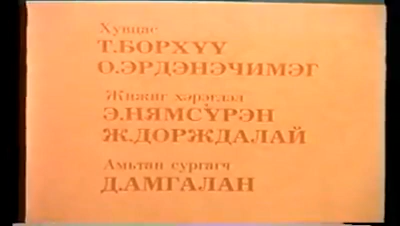 Хувцас
Т.БОРХҮҮ
О.ЭРДЭНЭЧИМЭГ
Жижиг хэрэглэл
Э.НЯМСҮРЭН
Ж.ДОРЖДАЛАЙ
Амьтан сургагч
Д.АМГАЛАН